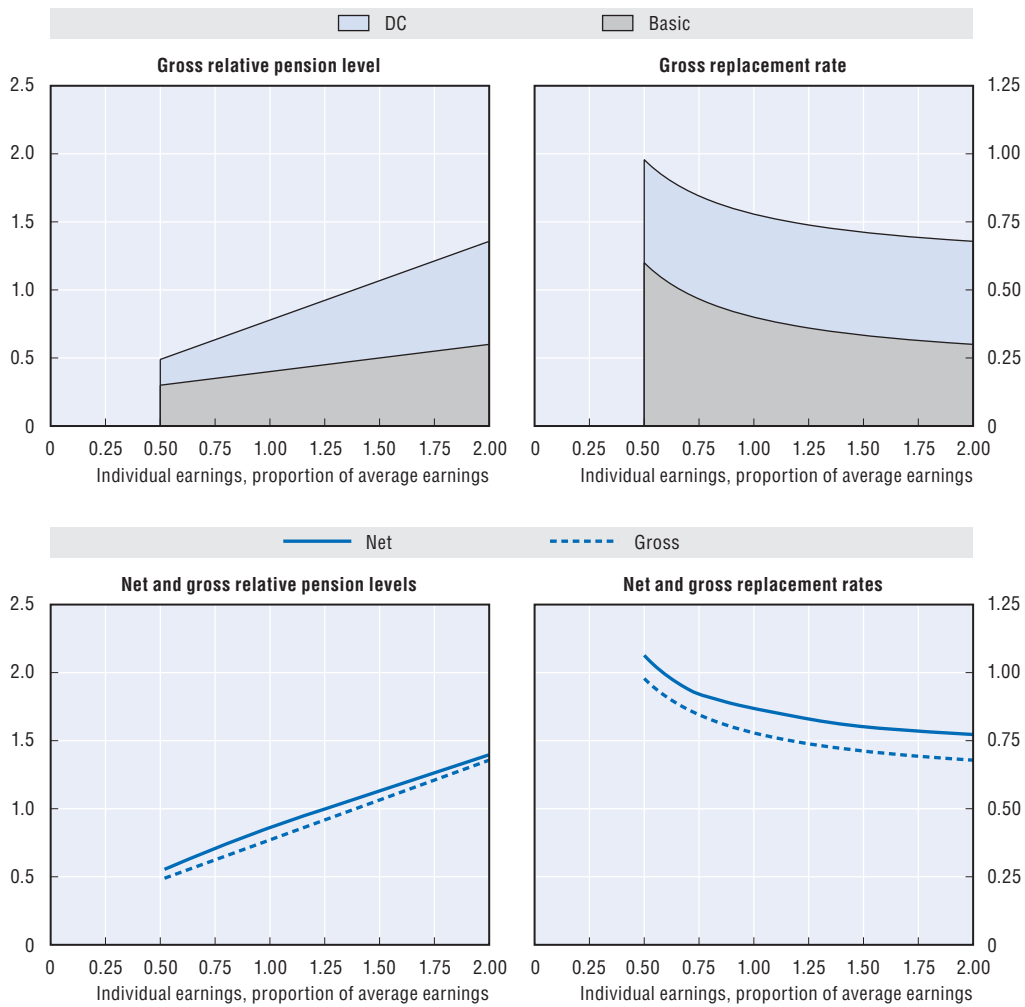 DC Basic
Gross relative pension level Gross replacement rate
2.5 1.25
2.0 1.00
1.5 0.75
1.0 0.50
0.5 0.25
0 0
0 0.25 0.50 0.75 1.00 1.25 1.50 1.75 2.00 0 0.25 0.50 0.75 1.00 1.25 1.50 1.75 2.00
Individual earnings, proportion of average earnings Individual earnings, proportion of average earnings
Net Gross
Net and gross relative pension levels Net and gross replacement rates
2.5 1.25
2.0 1.00
1.5 0.75
1.0 0.50
0.5 0.25
0 0
0 0.25 0.50 0.75 1.00 1.25 1.50 1.75 2.00 0 0.25 0.50 0.75 1.00 1.25 1.50 1.75 2.00
Individual earnings, proportion of average earnings Individual earnings, proportion of average earnings